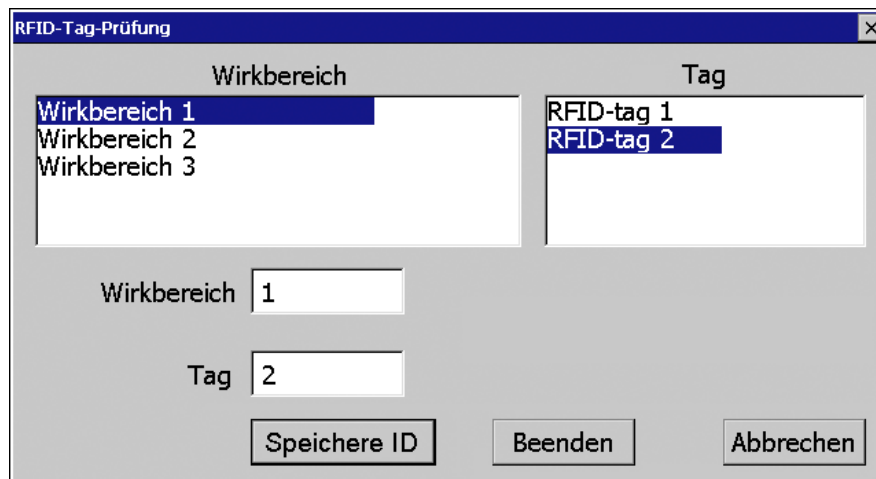 RFID-Tag-Prüfung
Wirkbereich
Tag
Wirkbereich 1
RFID-tag 1
Wirkbereich 2
RFID-tag 2
Wirkbereich 3
Wirkbereich 1
Tag 2
Speichere ID Beenden Abbrechen